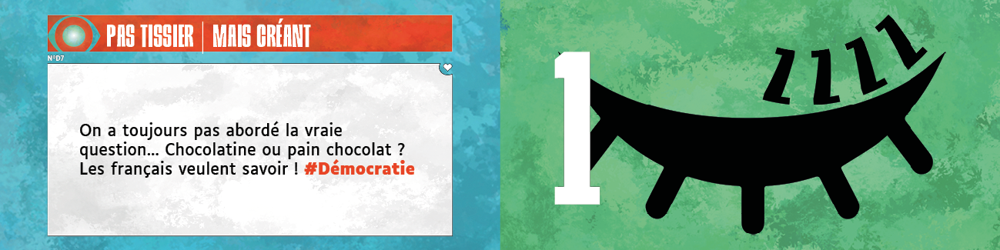 PAS TISSIER | MAIS CRÉANT
N°D7
On a toujours pas abordé la vraie
question... Chocolatine ou pain chocolat ?
Les français veulent savoir ! #Démocratie
1
ZZZZ